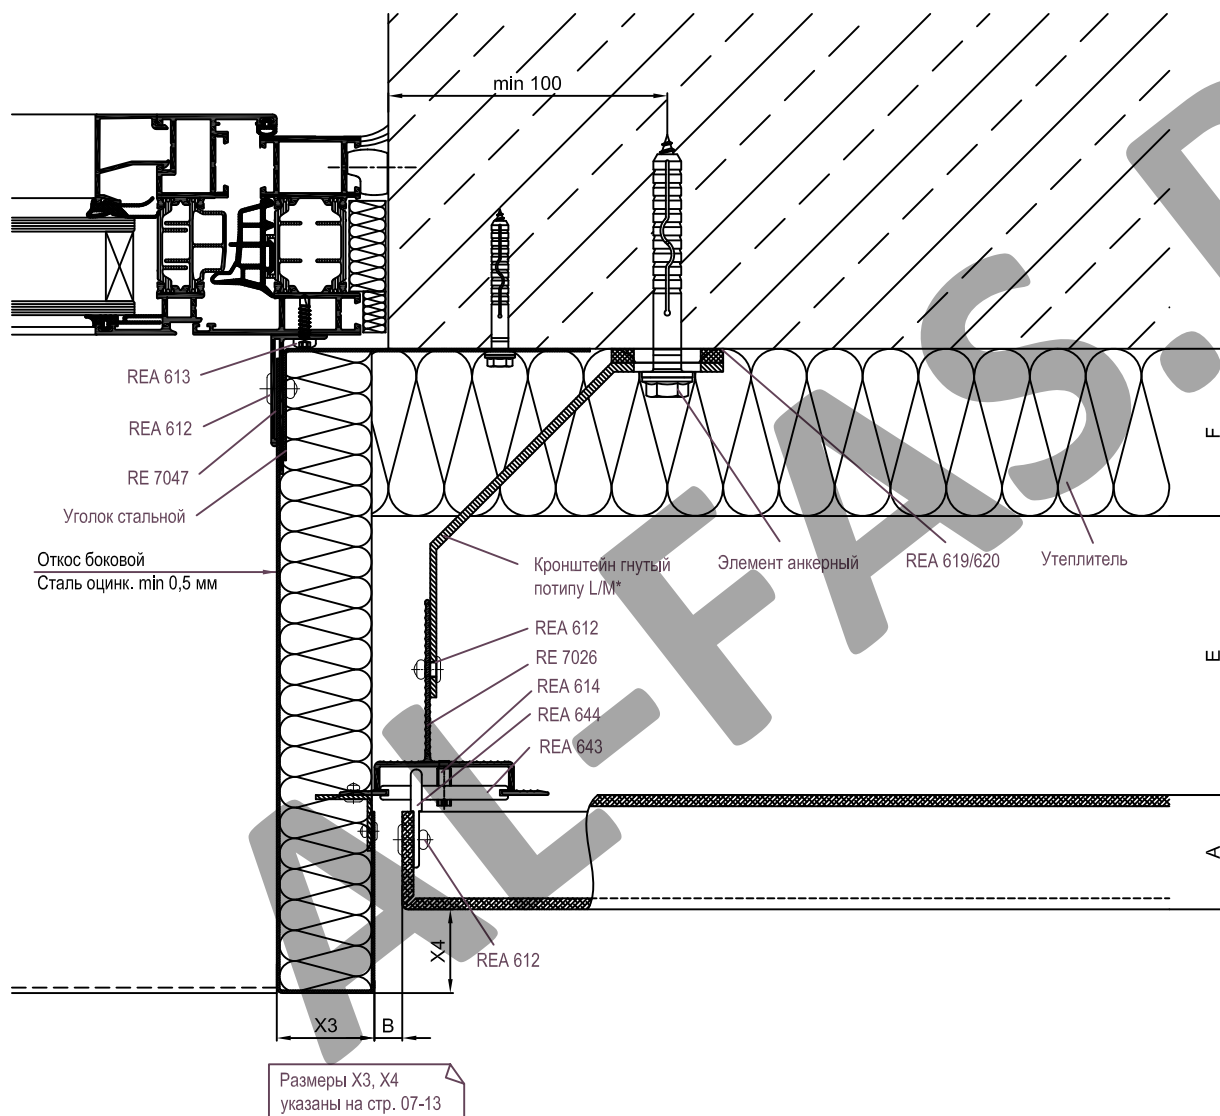 min 100
REA 613
REA 612
RE 7047
Уголок стальной
Откос боковой
Сталь оцинк. min 0,5 мм
Кронштейн гнутый
потипу L/M*
Элемент анкерный
REA 619/620
Утеплитель
F
REA 612
RE 7026
REA 614
REA 644
REA 643
E
A
X4
REA 612
X3
B
Размеры X3, X4
указаны на стр. 07-13
AL-FAS.